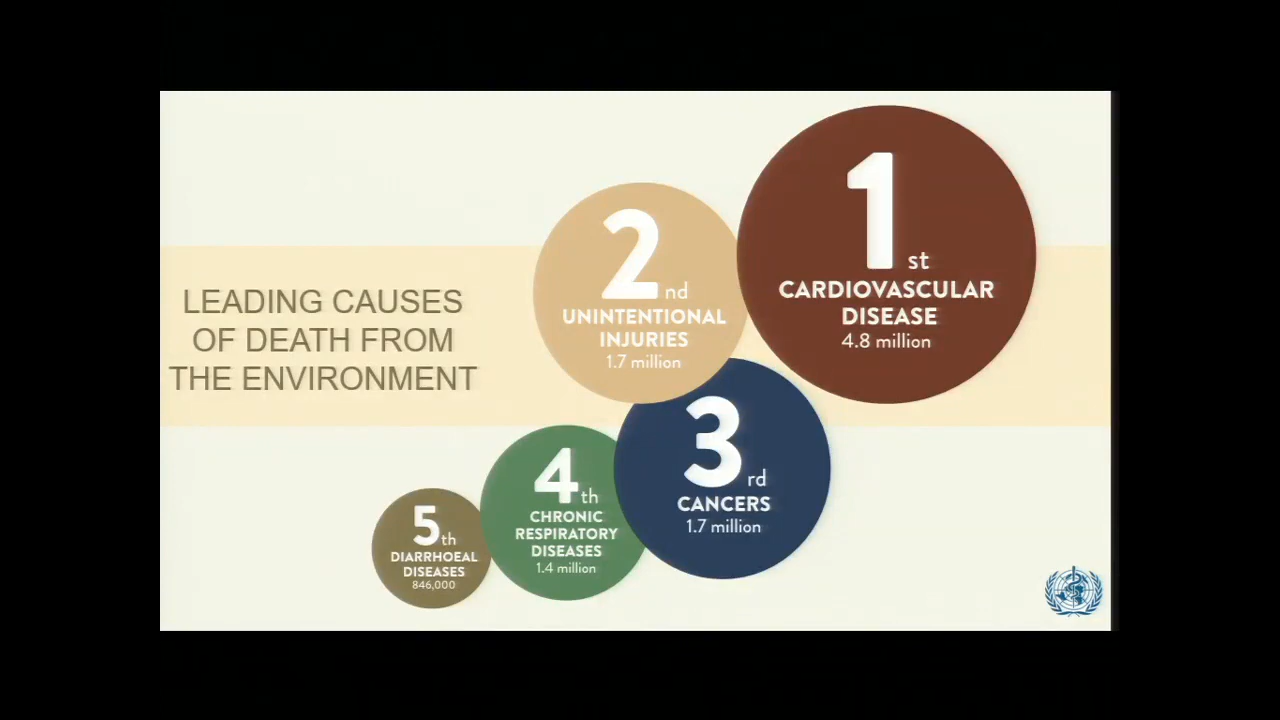 LEADING CAUSES
OF DEATH FROM
THE ENVIRONMENT
1st
CARDIOVASCULAR
DISEASE
4.8 million
2nd
UNINTENTIONAL
INJURIES
1.7 million
3rd
CANCERS
1.7 million
4th
CHRONIC
RESPIRATORY
DISEASES
1.4 million
5th
DIARRHOEAL
DISEASES
846,000